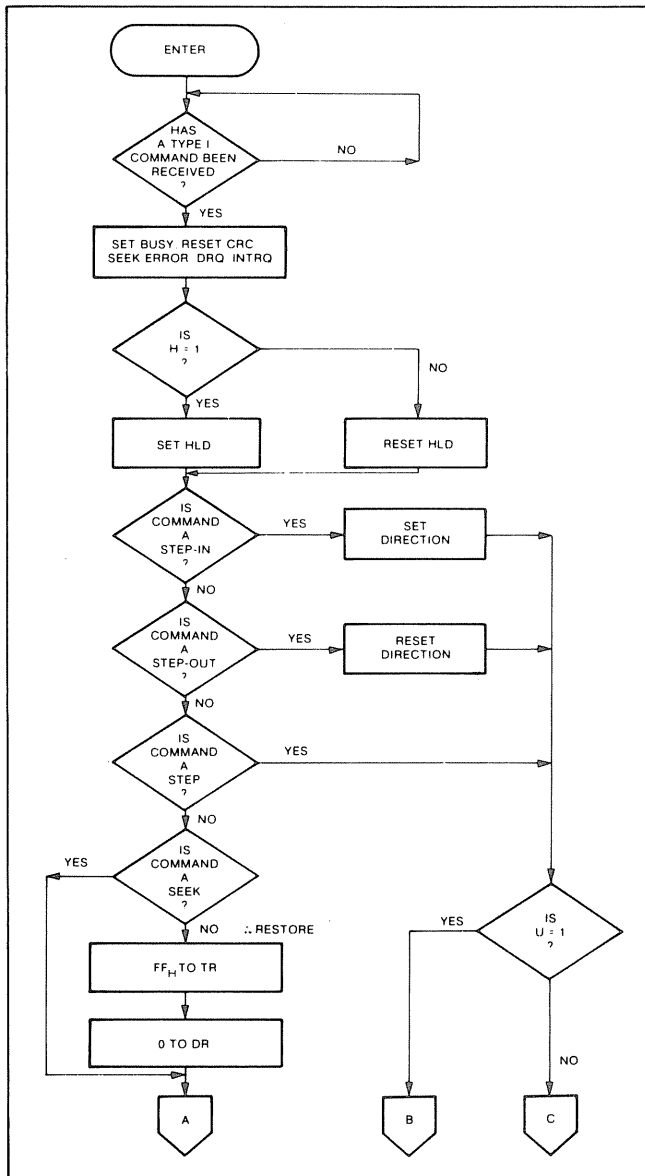 ENTER
HAS
A TYPE I
COMMAND BEEN
RECEIVED
?
NO
YES
SET BUSY. RESET CRC
SEEK ERROR DRQ INTRQ
IS
H = 1
?
NO
YES
SET HLD
RESET HLD
IS
COMMAND
A
STEP-IN
?
YES
SET
DIRECTION
NO
IS
COMMAND
A
STEP-OUT
?
YES
RESET
DIRECTION
NO
IS
COMMAND
A
STEP
?
YES
NO
IS
COMMAND
A
SEEK
?
YES
NO ∴ RESTORE
FFH TO TR
0 TO DR
A
IS
U = 1
?
YES
NO
B
C